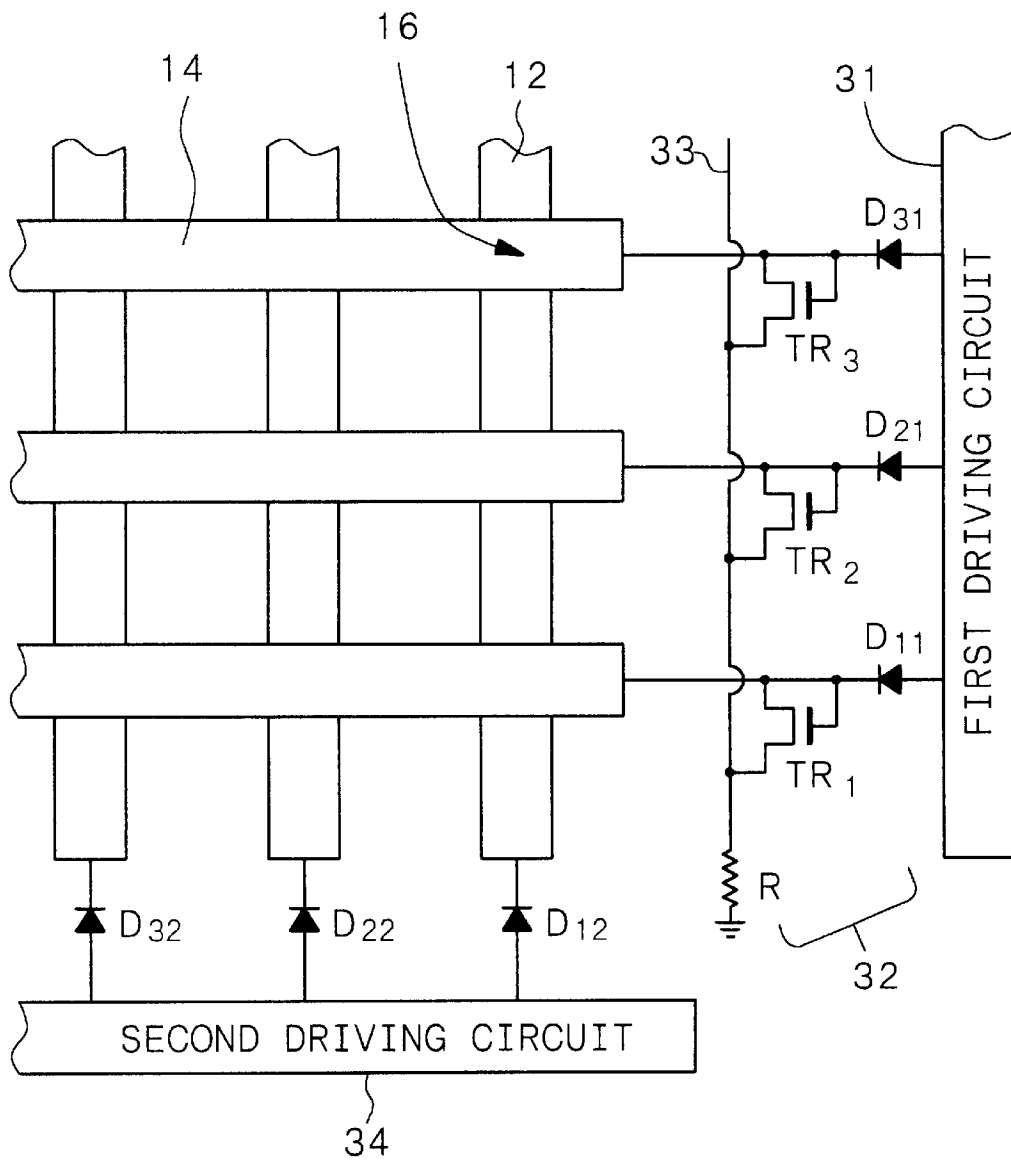 16
14
12
31
33
D31
TR3
D21
TR2
D11
TR1
FIRST DRIVING CIRCUIT
R
32
D32
D22
D12
SECOND DRIVING CIRCUIT
34